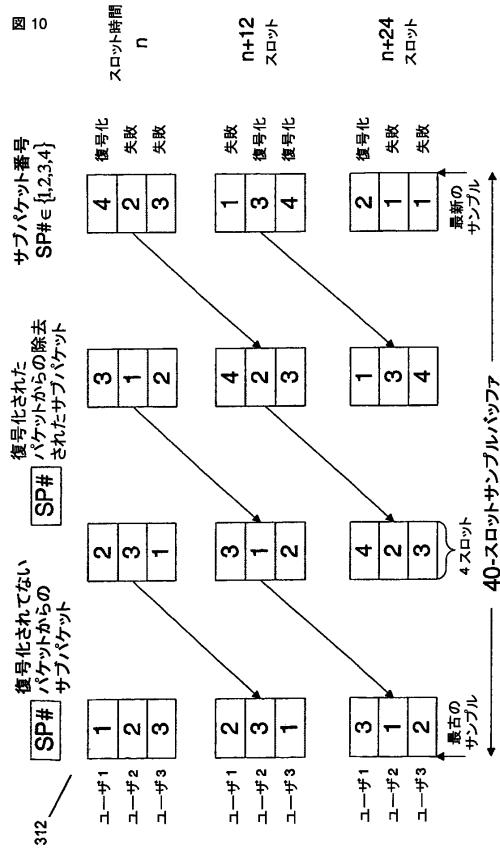 図 10
312
SP#
復号化されてない
パケットからの
サブパケット
SP#
復号化された
パケットからの除去
されたサブパケット
サブパケット番号
SP#∈{1,2,3,4}
スロット時間
n
ユーザ1 1 2 3 4 復号化
ユーザ2 2 3 1 2 失敗
ユーザ3 3 1 2 3 失敗
n+12
スロット
ユーザ1 2 3 4 1 失敗
ユーザ2 3 1 2 3 復号化
ユーザ3 1 2 3 4 復号化
n+24
スロット
ユーザ1 3 4 1 2 復号化
ユーザ2 1 2 3 1 失敗
ユーザ3 2 3 4 1 失敗
最古の
サンプル
4スロット
最新の
サンプル
40-スロットサンプルバッファ